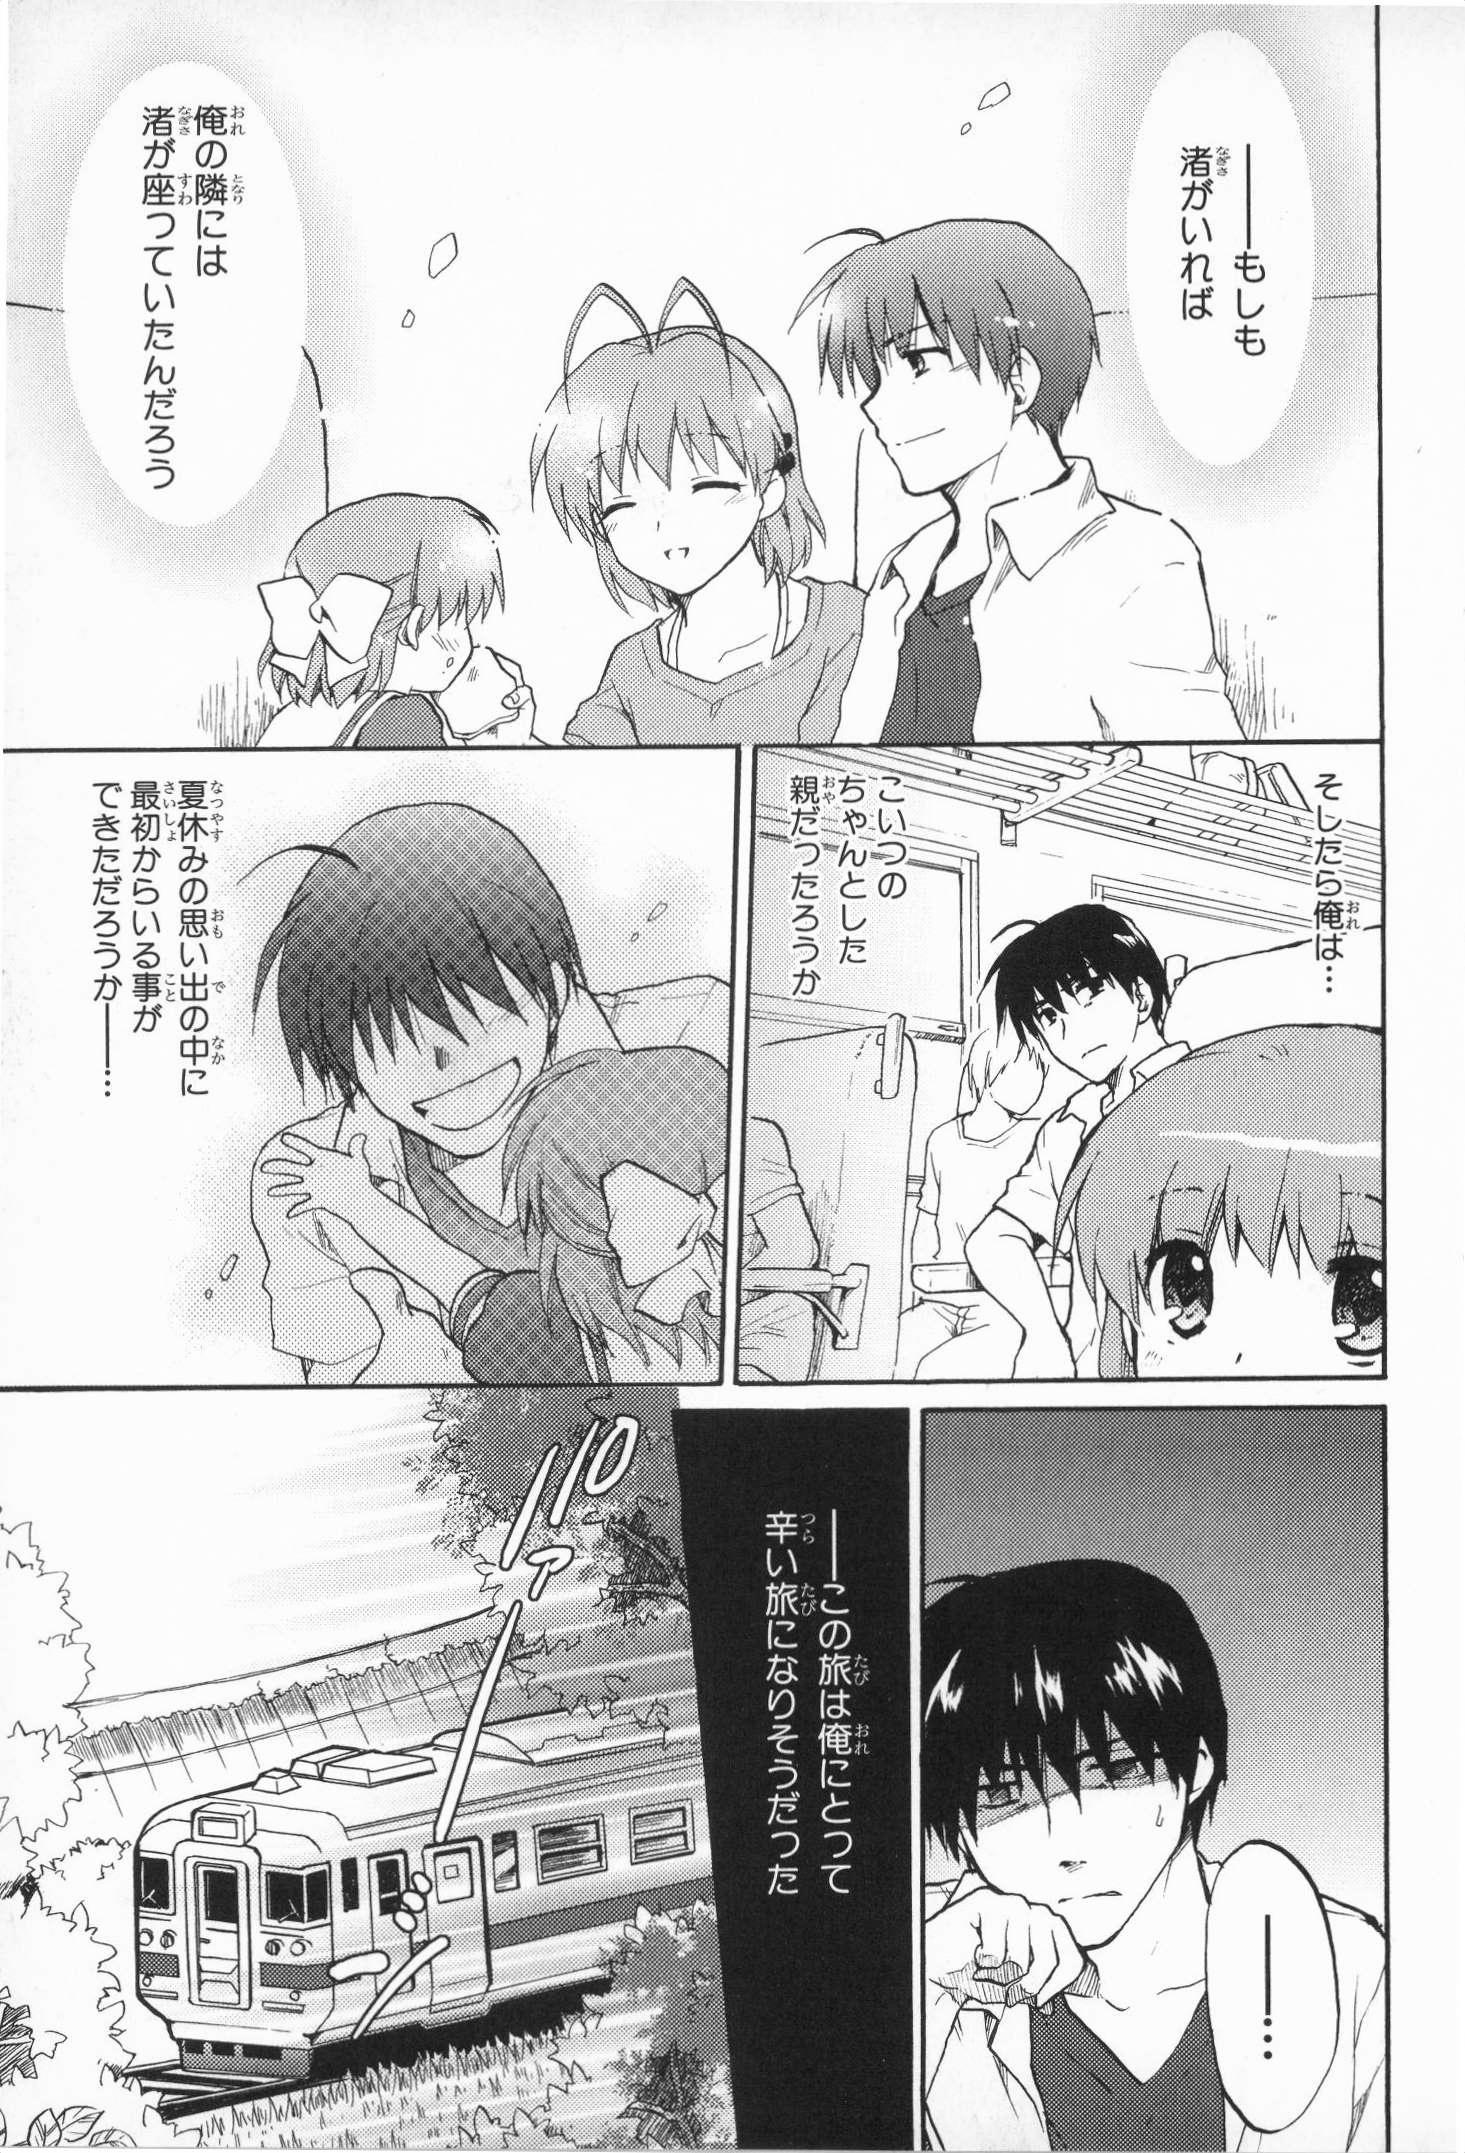 ――もしも
渚がいれば
俺の隣には
渚が座っていたんだろう
そしたら俺は…
こいつの
ちゃんとした
親だったろうか
夏休みの思い出の中に
最初からいる事が
できただろうか――…
――…
――この旅は俺にとって
辛い旅になりそうだった